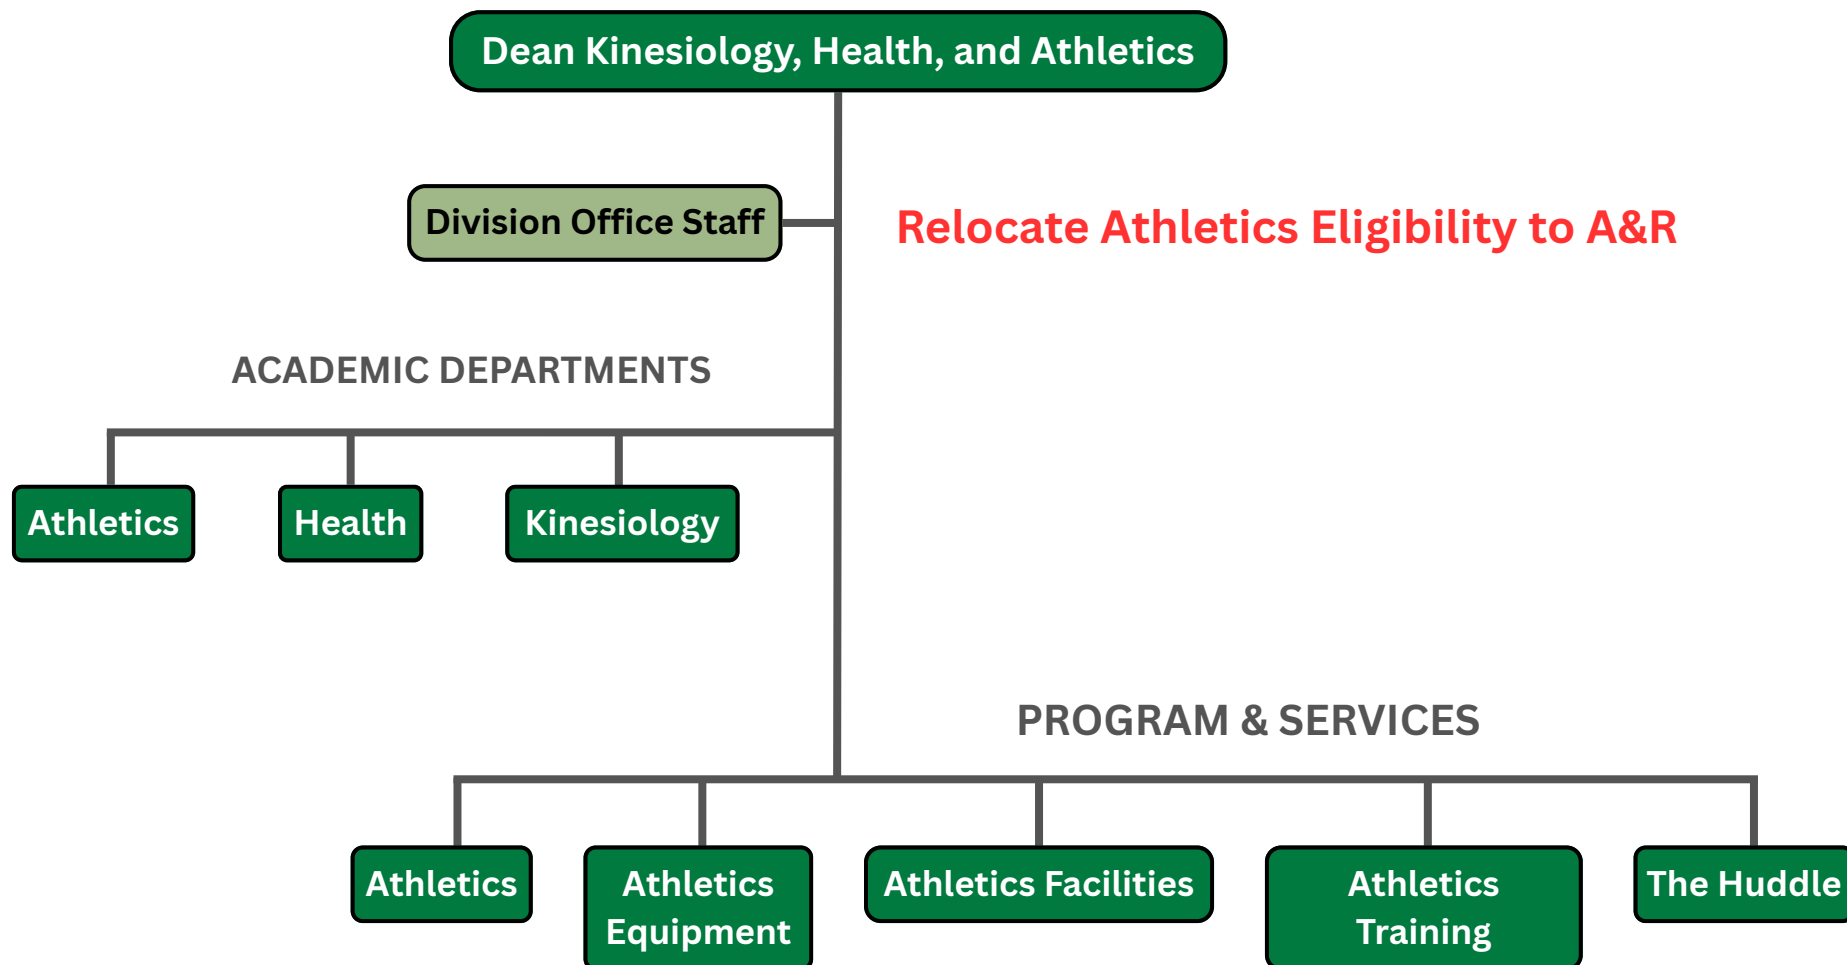 Dean Kinesiology, Health, and Athletics
Division Office Staff
Relocate Athletics Eligibility to A&R
ACADEMIC DEPARTMENTS
Athletics
Health
Kinesiology
PROGRAM & SERVICES
Athletics
Athletics
Equipment
Athletics Facilities
Athletics
Training
The Huddle